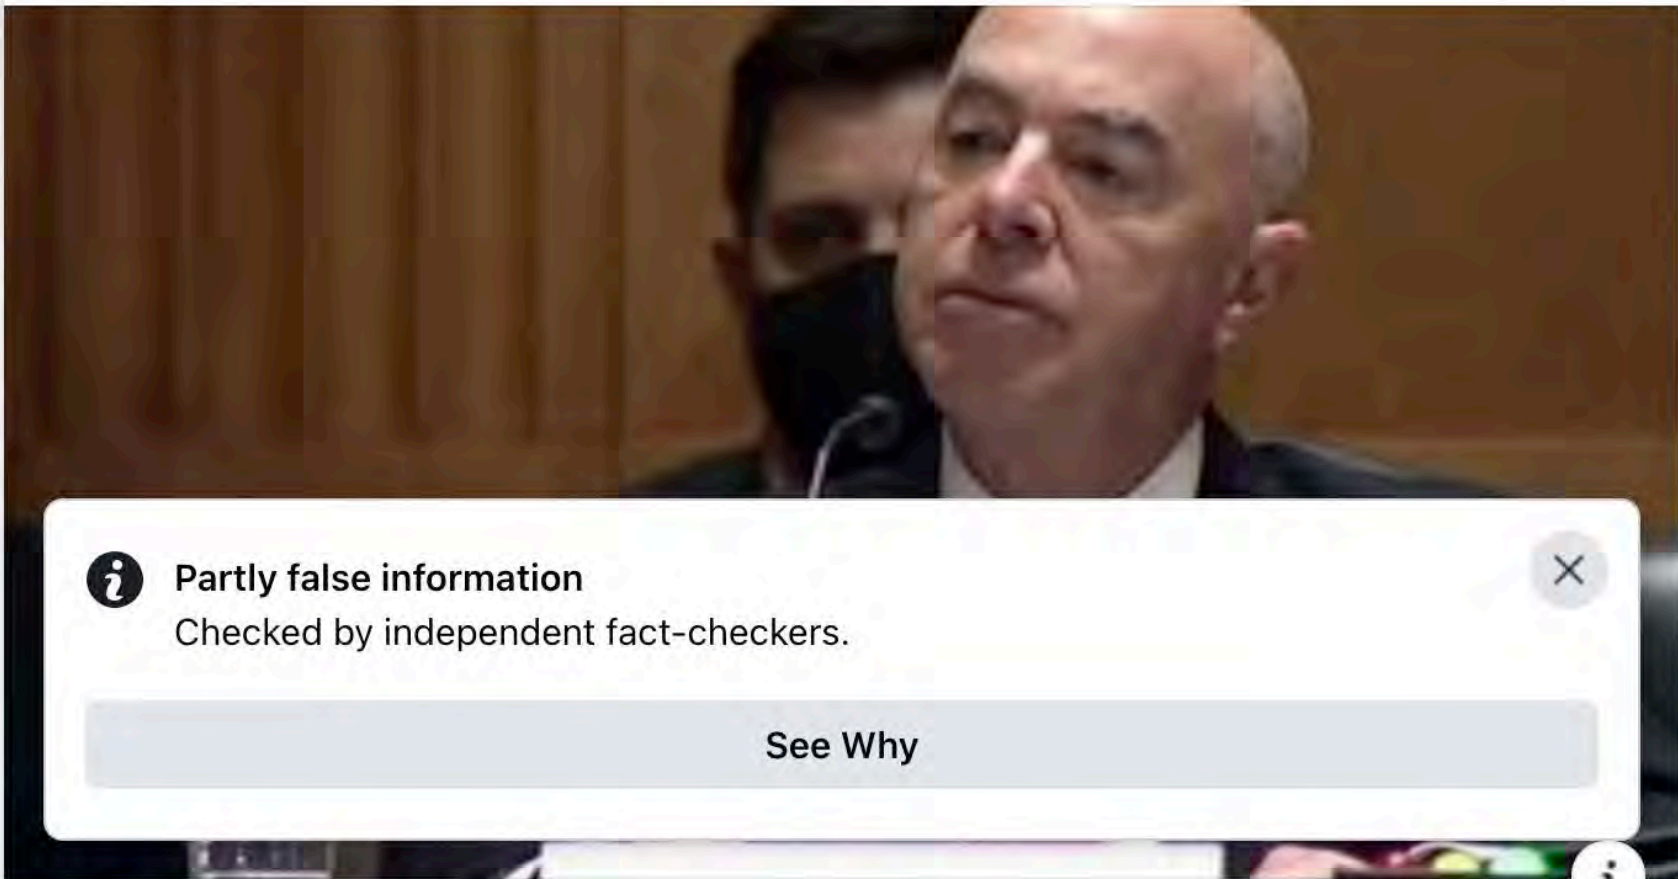 Partly false information
Checked by independent fact-checkers.
See Why